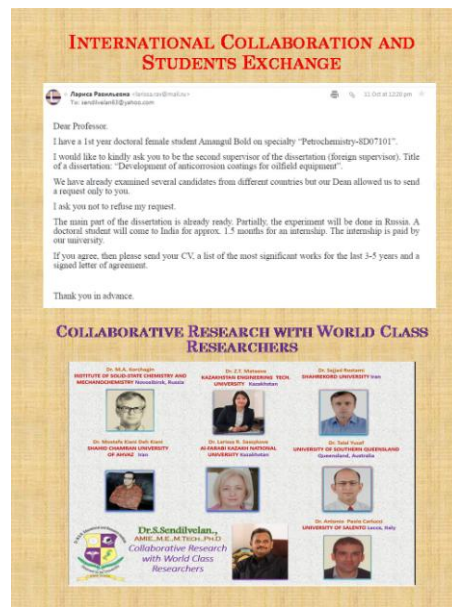 INTERNATIONAL COLLABORATION AND
STUDENTS EXCHANGE
Лариса Равильевна
To: sendilvelan83@yahoo.com
11 Oct at 12:20 pm
Dear Professor.
I have a 1st year doctoral female student Amangul Bold on specialty “Petrochemistry-8D07101”.
I would like to kindly ask you to be the second supervisor of the dissertation (foreign supervisor). Title
of a dissertation: “Development of anticorrosion coatings for oilfield equipment”.
We have already examined several candidates from different countries but our Dean allowed us to send
a request only to you.
I ask you not to refuse my request.
The main part of the dissertation is already ready. Partially, the experiment will be done in Russia. A
doctoral student will come to India for approx. 1.5 months for an internship. The internship is paid by
our university.
If you agree, then please send your CV, a list of the most significant works for the last 3-5 years and a
signed letter of agreement.
Thank you in advance.
COLLABORATIVE RESEARCH WITH WORLD CLASS
RESEARCHERS
Dr. M.A. Korchagin
INSTITUTE OF SOLID-STATE CHEMISTRY AND
MECHANOCHEMISTRY Novosibirsk, Russia
Dr. Z.Y. Mutaeva
KAZAKHSTAN ENGINEERING TECH.
UNIVERSITY Kazakhstan
Dr. Sajjad Rostami
SHAHREKORD UNIVERSITY Iran
Dr. Mostafa Kiani Deh Kiani
SHAHID CHAMRAN UNIVERSITY
OF AHVAZ Iran
Dr. Larissa R. Sassykova
AL-FARABI KAZAKH NATIONAL
UNIVERSITY Kazakhstan
Dr. Talal Yusaf
UNIVERSITY OF SOUTHERN QUEENSLAND
Queensland, Australia
Dr.S.Sendilvelan.,
AMIE.,M.E.,M.TECH.,PH.D
Collaborative Research
with World Class
Researchers
Dr. Antonio Paolo Carlucci
UNIVERSITY OF SALENTO Lecce, Italy